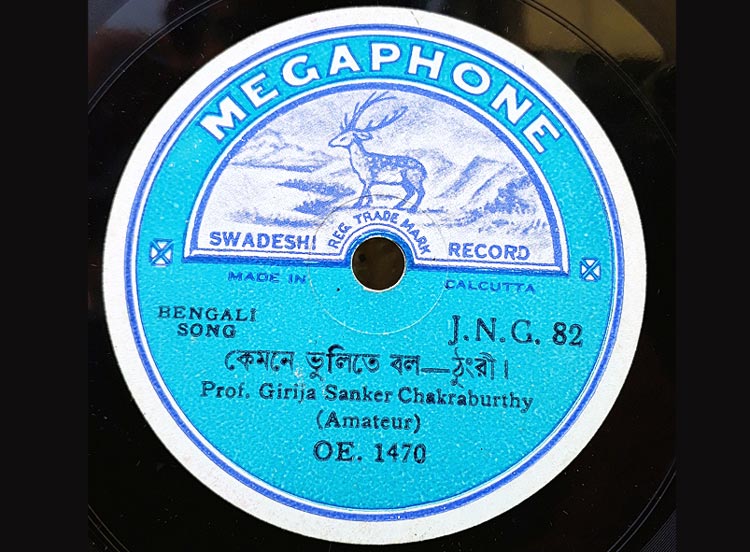 MEGAPHONE
SWADESHI REG. TRADE MARK RECORD
MADE IN CALCUTTA
BENGALI
SONG
J.N.G. 82
কেমনে ভুলিতে বল—ঠুংরী।
Prof. Girija Sanker Chakraburthy
(Amateur)
OE. 1470